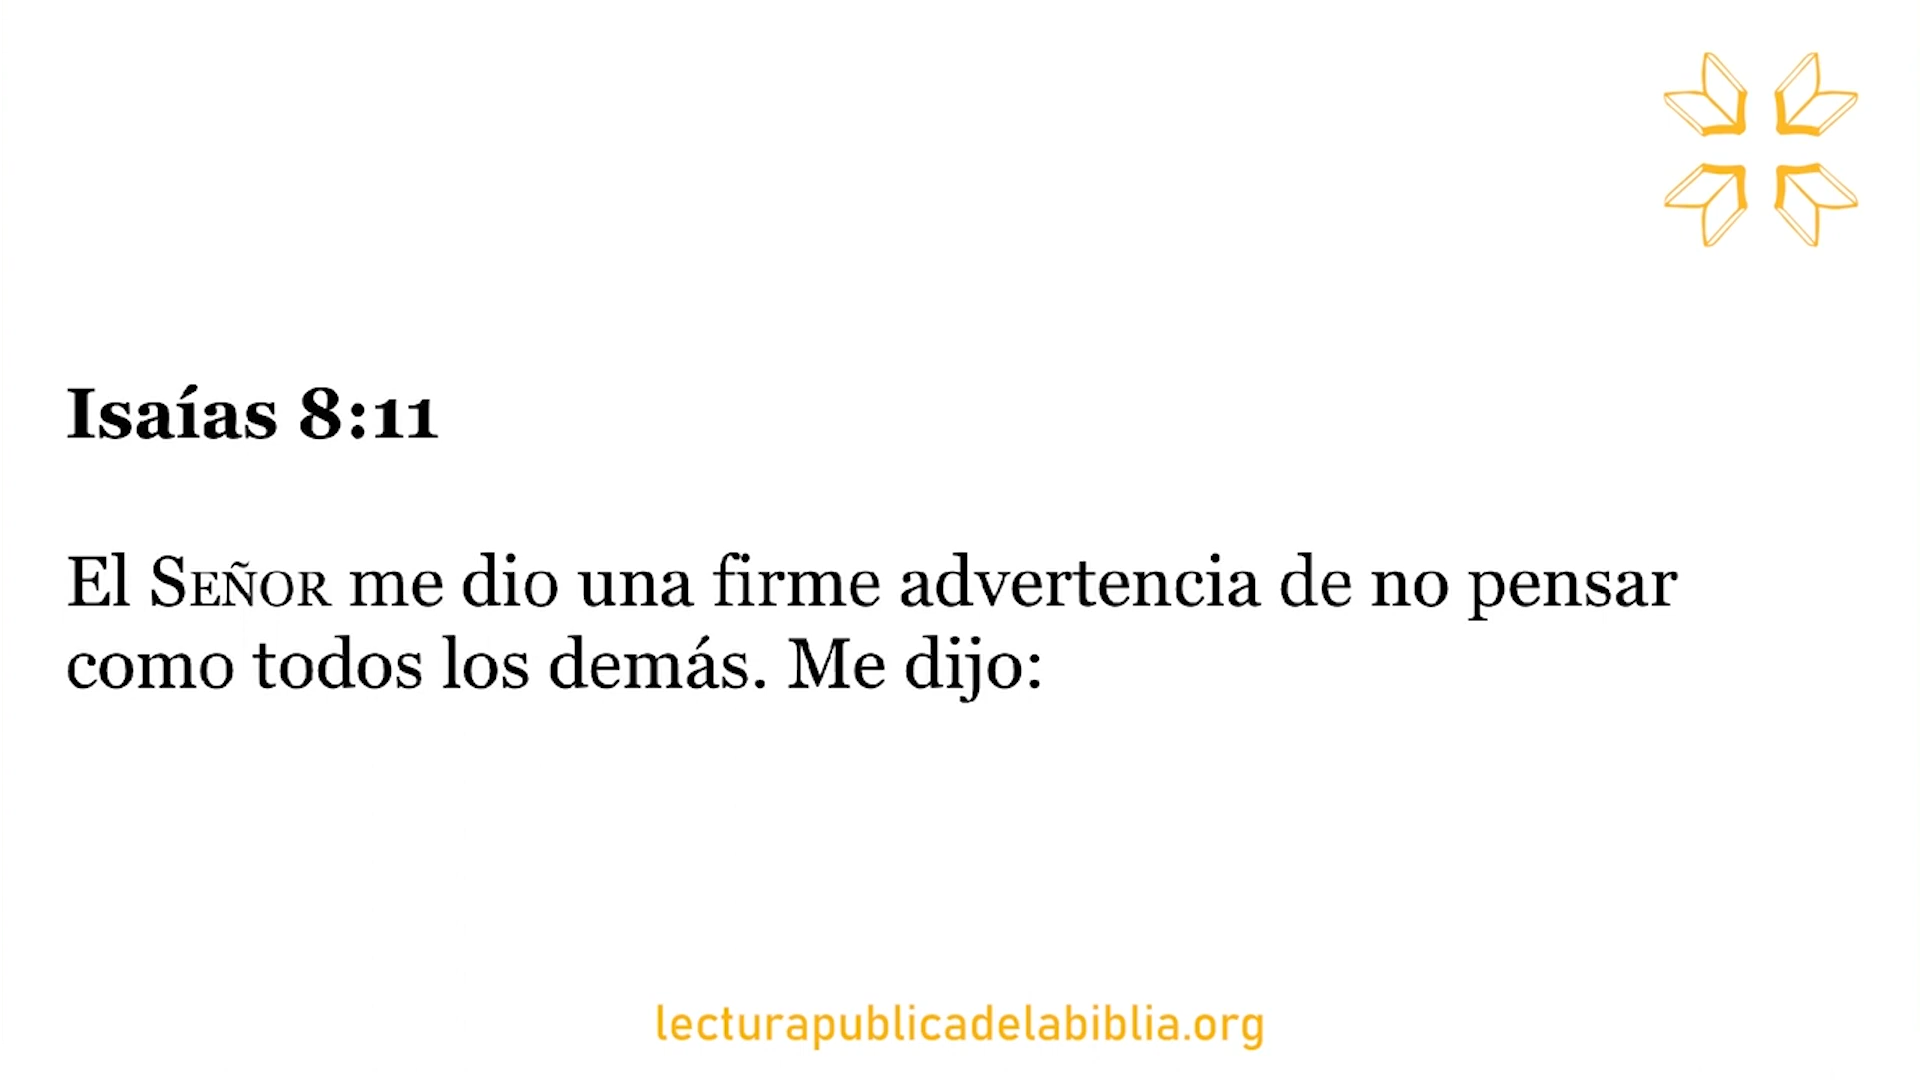 Isaías 8:11
El SEÑOR me dio una firme advertencia de no pensar
como todos los demás. Me dijo:
lecturapublicadelabiblia.org